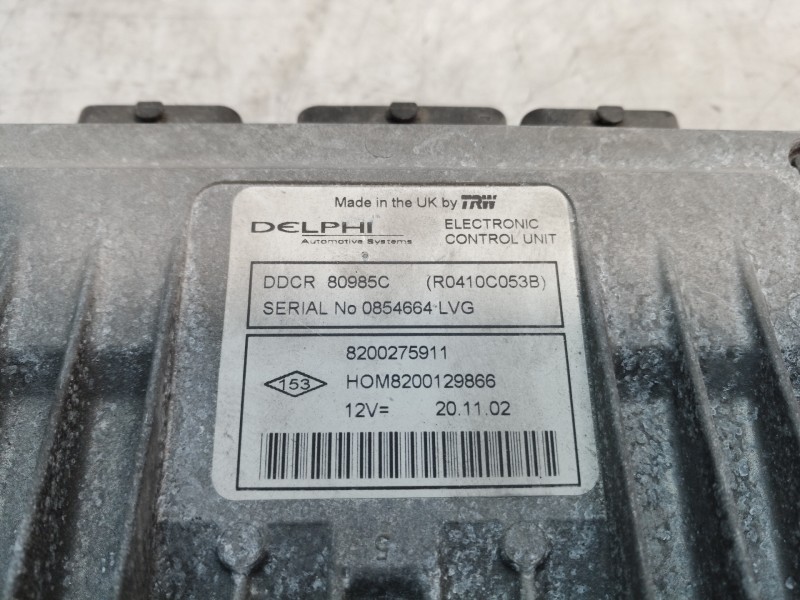 Made in the UK by TRW
DELPHI
Automotive Systems
ELECTRONIC
CONTROL UNIT
®
DDCR 80985C (R0410C053B)
SERIAL No 0854664 LVG
8200275911
153
HOM8200129866
12V= 20.11.02
5